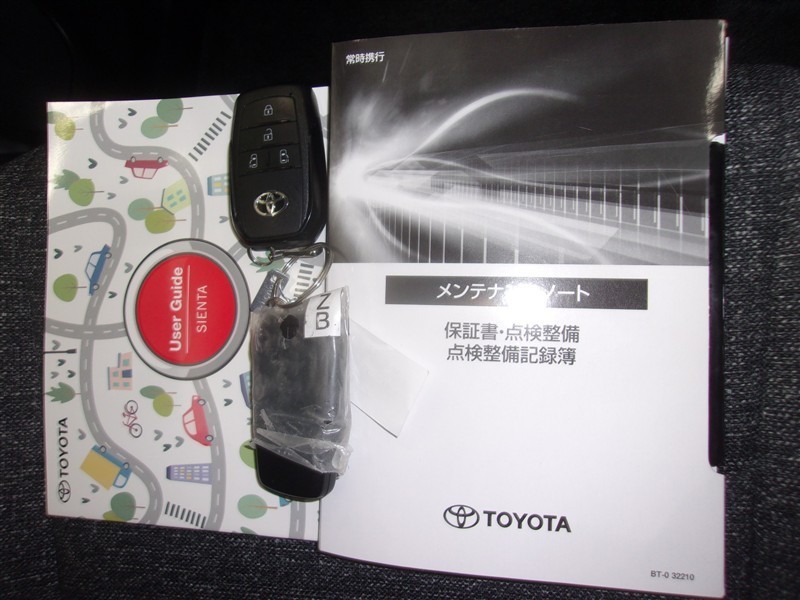 常時携行
メンテナンスノート
保証書・点検整備
点検整備記録簿
TOYOTA
BT-0 32210
User Guide
SIENTA
TOYOTA
Z
B